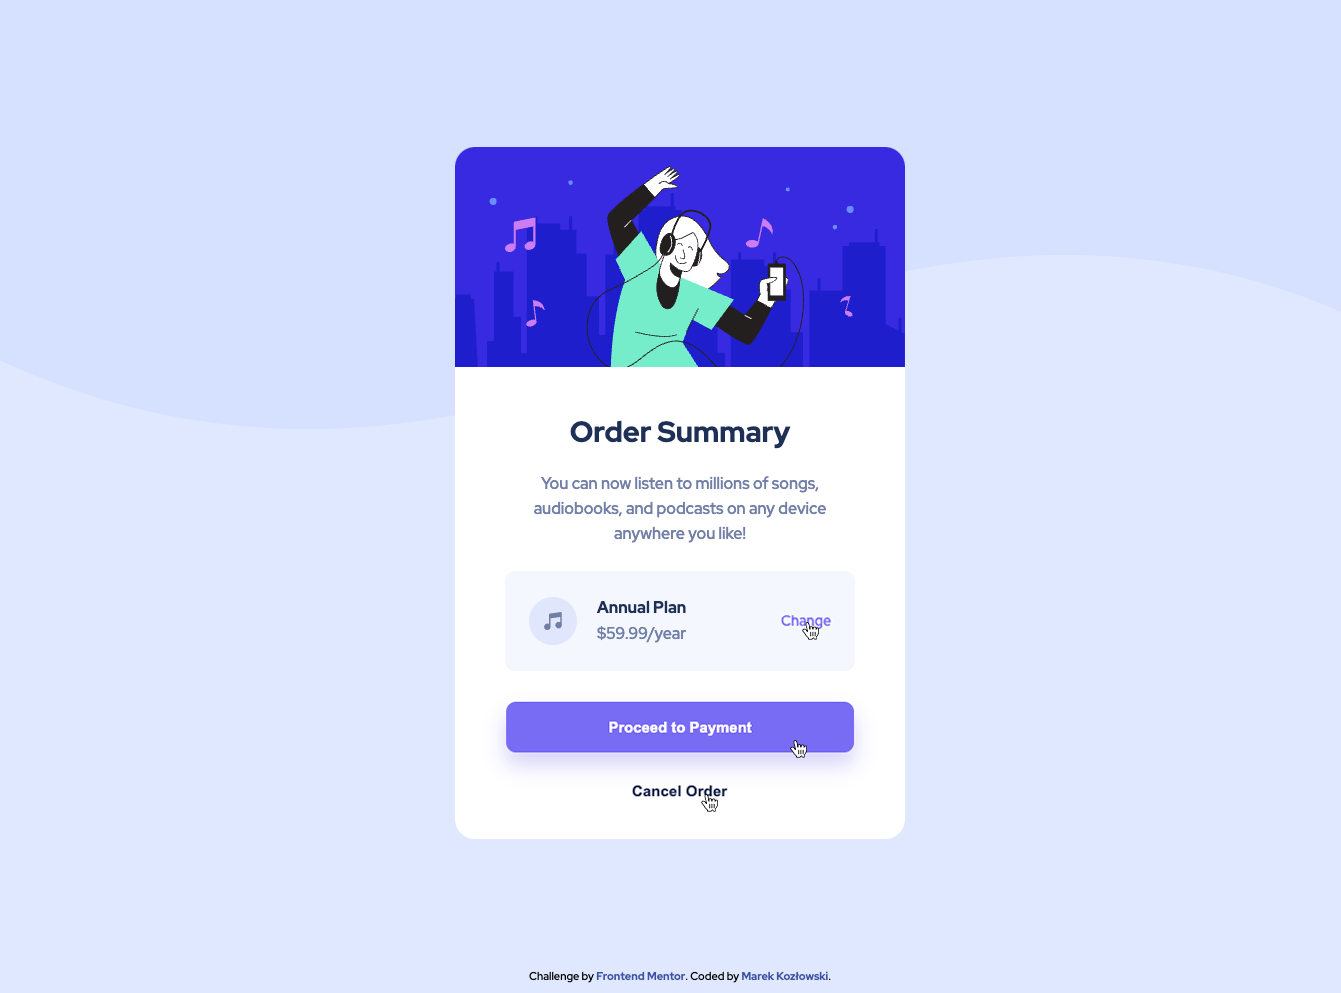 Order Summary
You can now listen to millions of songs,
audiobooks, and podcasts on any device
anywhere you like!
Annual Plan
$59.99/year
Change
Proceed to Payment
Cancel Order
Challenge by Frontend Mentor. Coded by Marek Kozłowski.